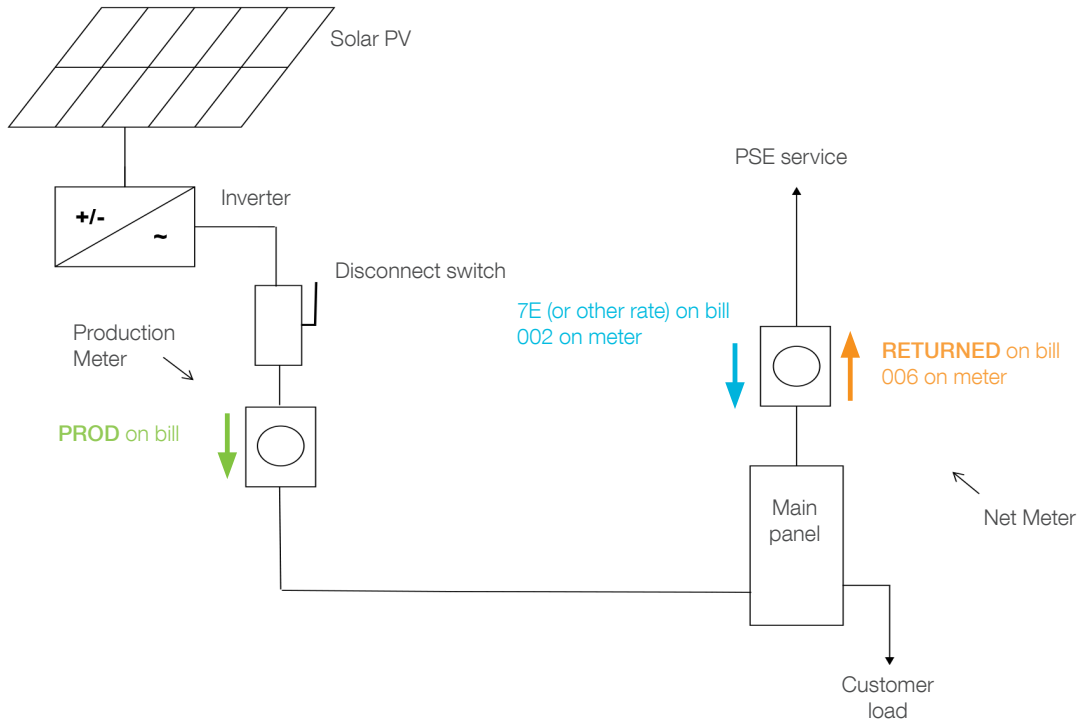 Solar PV
PSE service
Inverter
+/-
~
Disconnect switch
7E (or other rate) on bill
002 on meter
Production
Meter
RETURNED on bill
006 on meter
PROD on bill
Main
panel
Net Meter
Customer
load